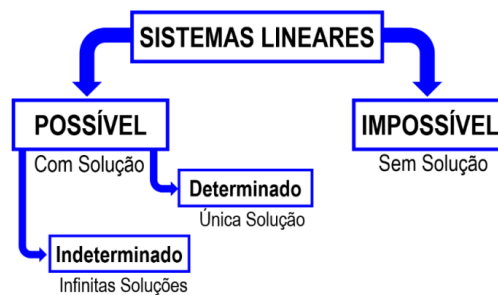 SISTEMAS LINEARES
POSSÍVEL
Com Solução
IMPOSSÍVEL
Sem Solução
Determinado
Única Solução
Indeterminado
Infinitas Soluções